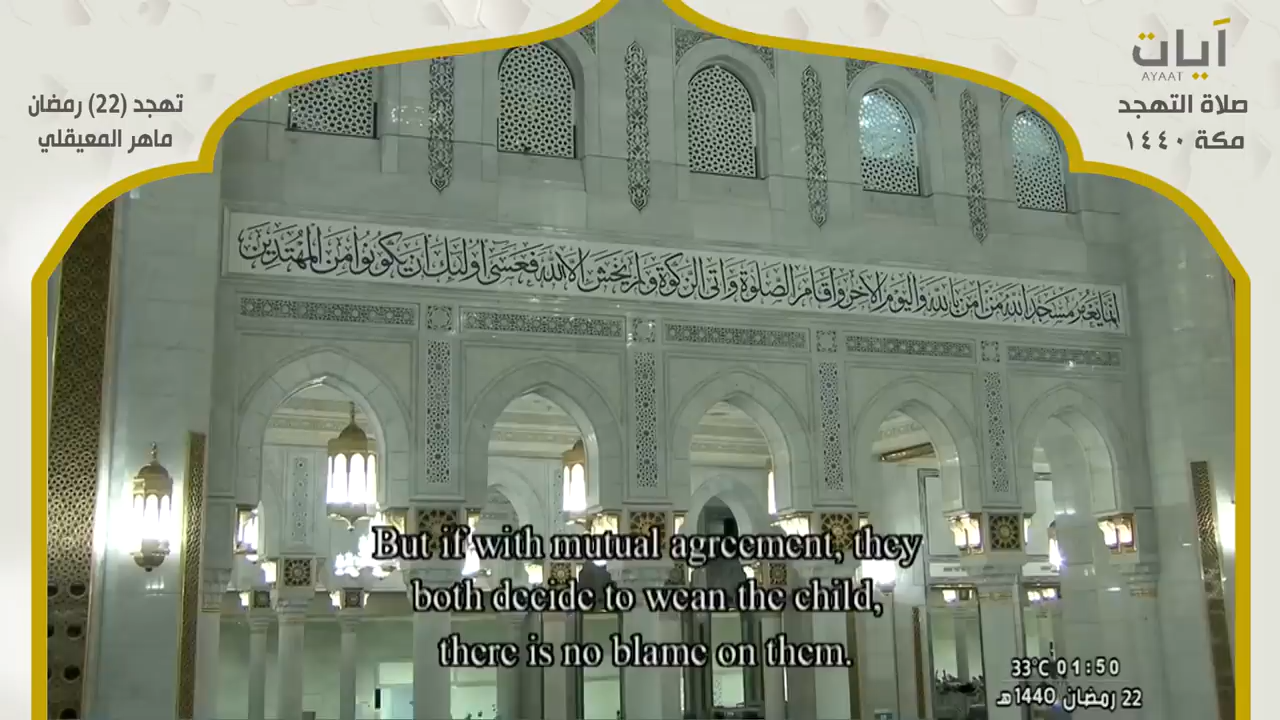 آيات
AYAAT
صلاة التهجد
مكة ١٤٤٠
تهجد (22) رمضان
ماهر المعيقلي
إنما يعمر مسجد الله من آمن بالله واليوم الآخر وأقام الصلوة وآتى الزكوة ولم يخش إلا الله فعسى أولئك أن يكونوا من المهتدين
But if with mutual agreement, they
both decide to wean the child,
there is no blame on them.
33°C 01:50
22 رمضان 1440هـ